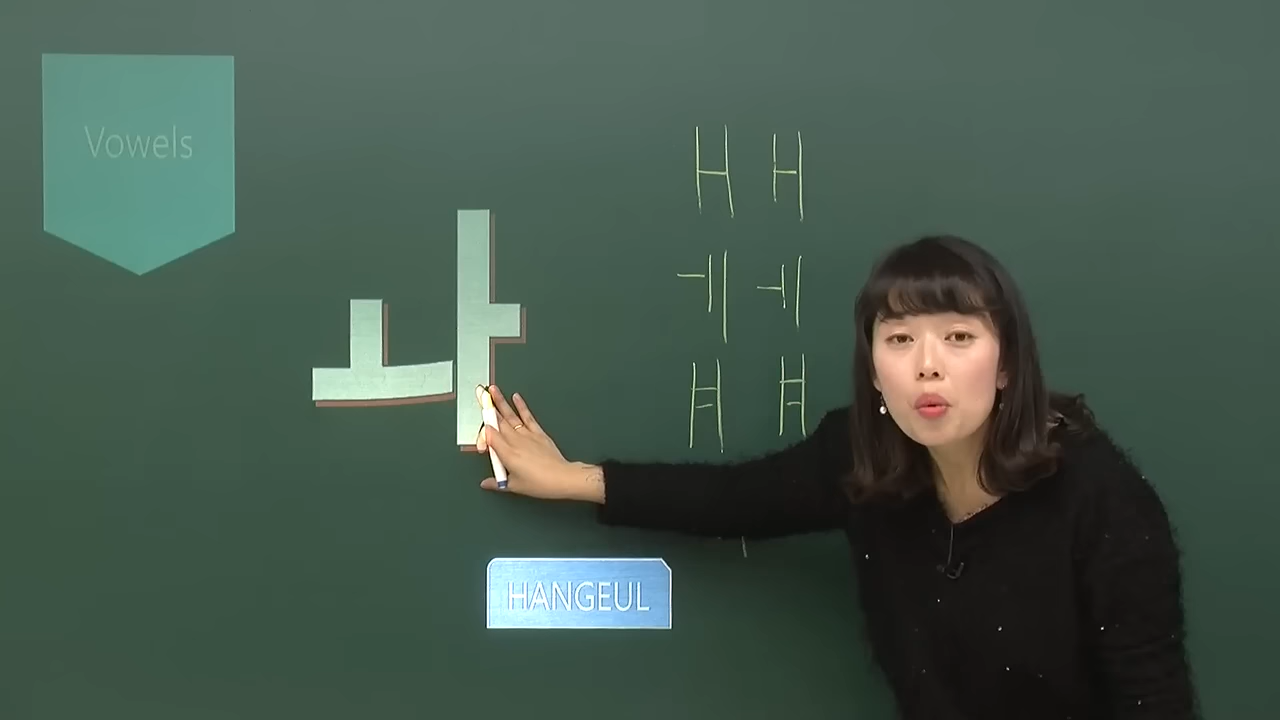 Vowels
ㅐ ㅐ
ㅔ ㅔ
ㅒ ㅒ
ㅘ
HANGEUL